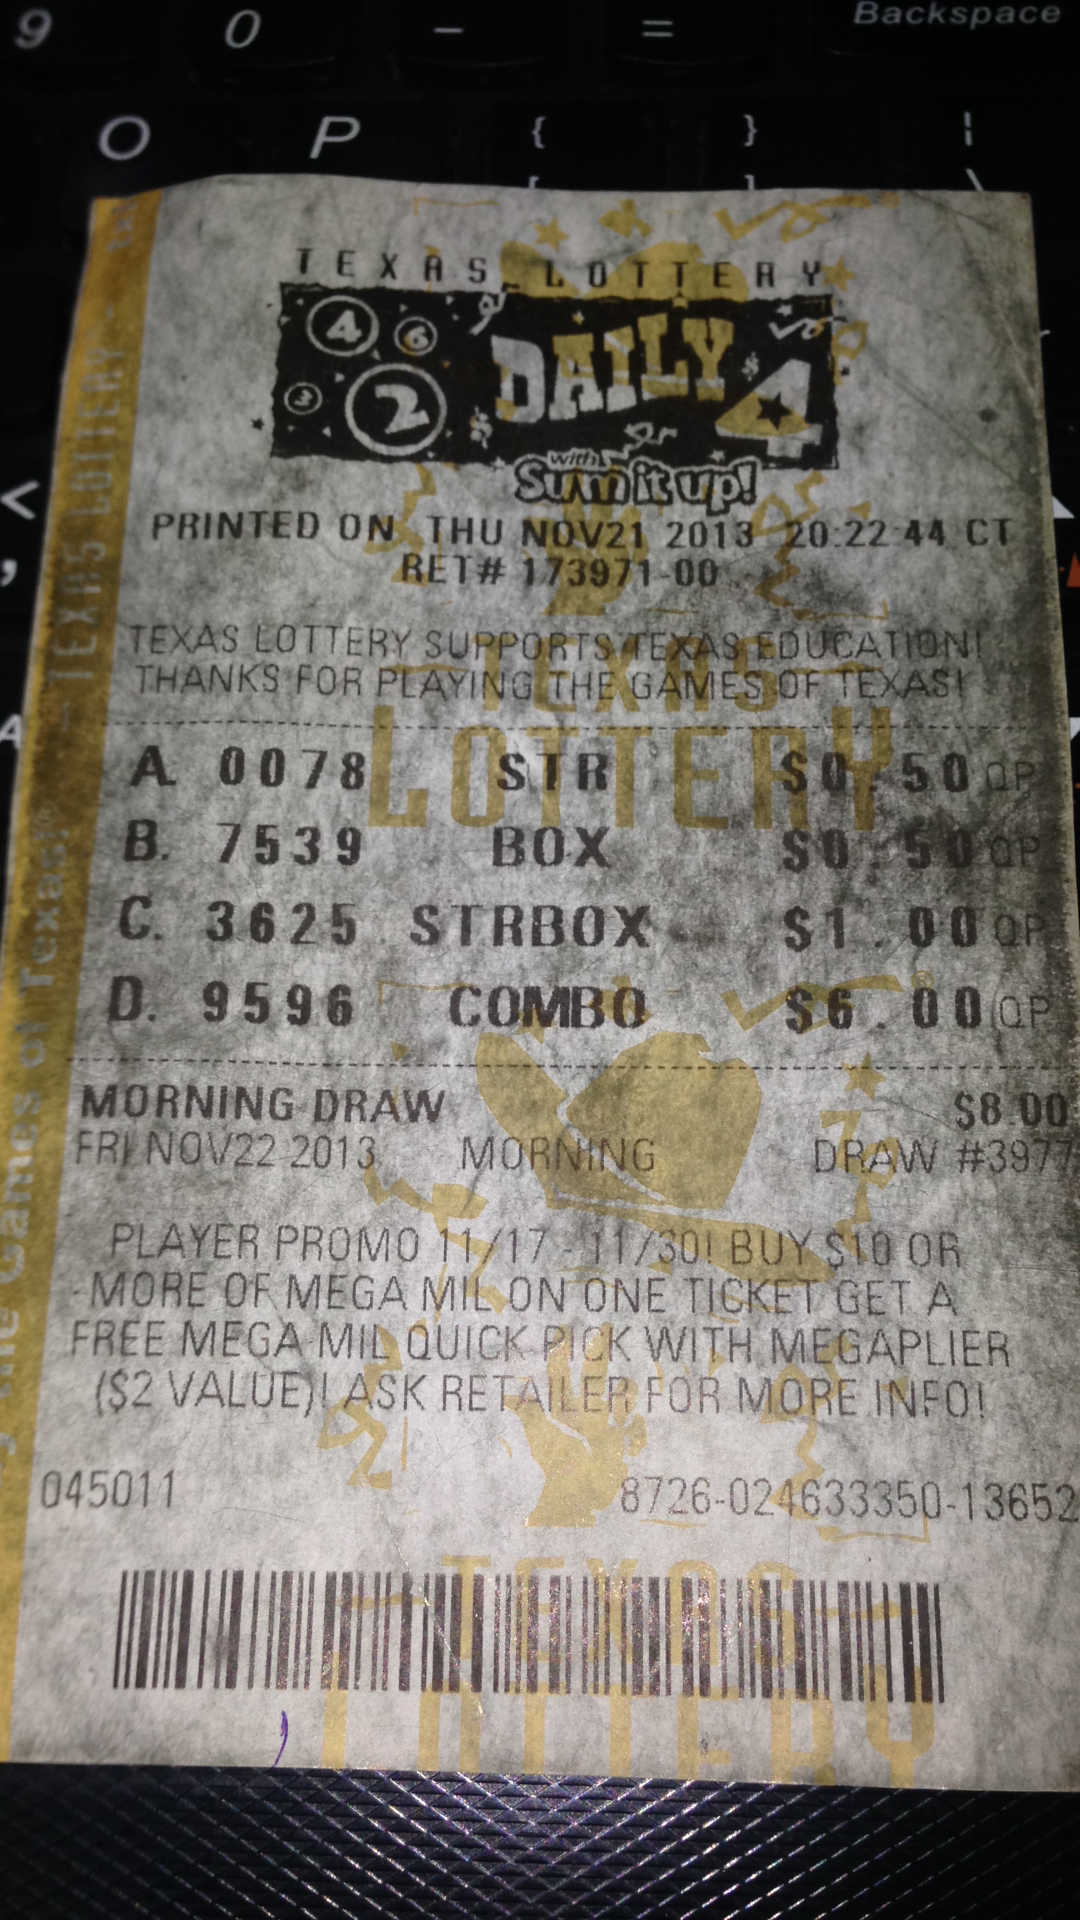 9 0 - = Backspace
O P { } ¦
[ ] \
<
,
TEXAS LOTTERY
4 6 3 2 DAILY 4
with
Sum it up!
PRINTED ON THU NOV21 2013 20:22:44 CT
RET# 173971-00
TEXAS LOTTERY SUPPORTS TEXAS EDUCATION!
THANKS FOR PLAYING THE GAMES OF TEXAS!
TEXAS
LOTTERY
A. 0078 STR $0.50 QP
B. 7539 BOX $0.50 QP
C. 3625 STRBOX $1.00 QP
D. 9596 COMBO $6.00 QP
MORNING DRAW $8.00
FRI NOV22 2013 MORNING DRAW #3977
PLAYER PROMO 11/17 - 11/30! BUY $10 OR
MORE OF MEGA MIL ON ONE TICKET GET A
FREE MEGA MIL QUICK PICK WITH MEGAPLIER
($2 VALUE)! ASK RETAILER FOR MORE INFO!
045011 8726-024633350-13652
TEXAS
LOTTERY
the Games of Texas!® – TEXAS LOTTERY